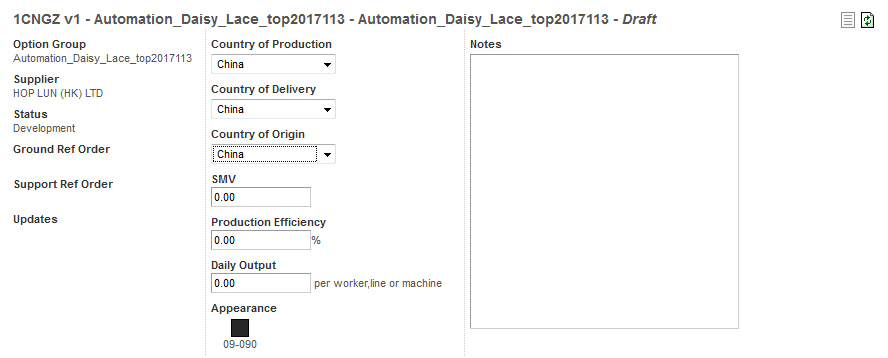 1CNGZ v1 - Automation_Daisy_Lace_top2017113 - Automation_Daisy_Lace_top2017113 - Draft
Option Group
Automation_Daisy_Lace_top2017113
Supplier
HOP LUN (HK) LTD
Status
Development
Ground Ref Order
Support Ref Order
Updates
Country of Production
China
Country of Delivery
China
Country of Origin
China
SMV
0.00
Production Efficiency
0.00 %
Daily Output
0.00 per worker,line or machine
Appearance
09-090
Notes